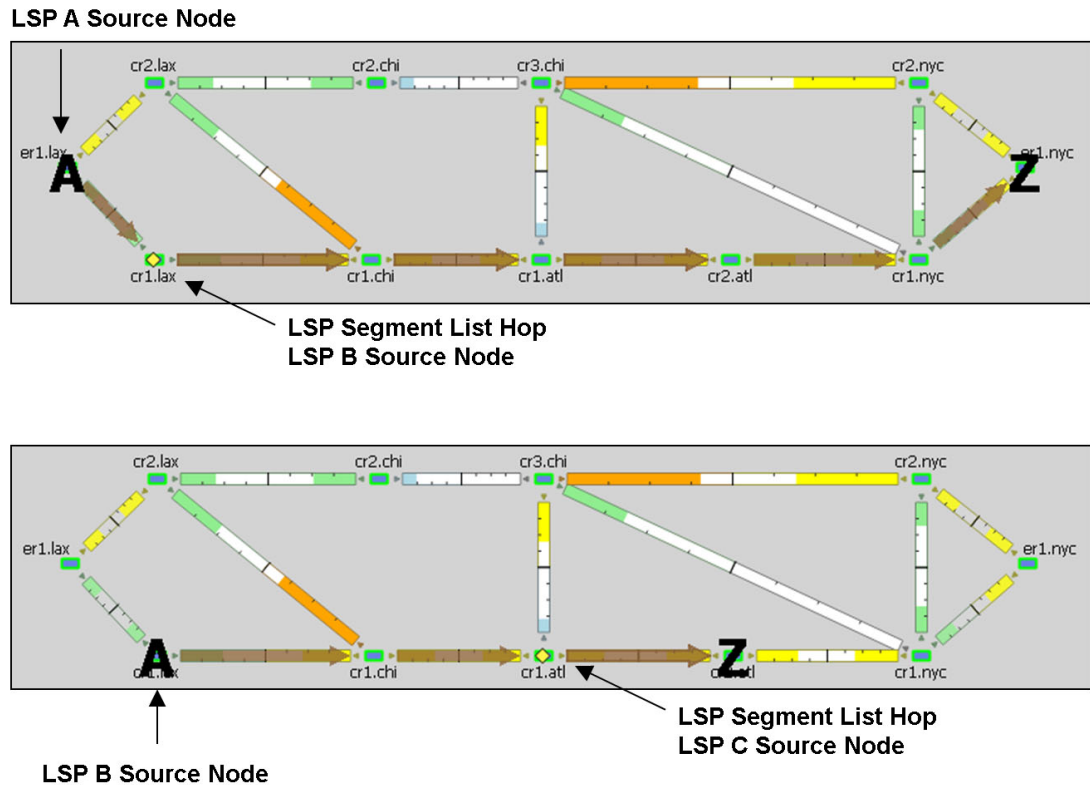 LSP A Source Node
cr2.lax cr2.chi cr3.chi cr2.nyc
er1.lax er1.nyc
A Z
cr1.lax cr1.chi cr1.atl cr2.atl cr1.nyc
LSP Segment List Hop
LSP B Source Node
cr2.lax cr2.chi cr3.chi cr2.nyc
er1.lax er1.nyc
A Z
cr1.chi cr1.atl cr1.nyc
LSP Segment List Hop
LSP C Source Node
LSP B Source Node